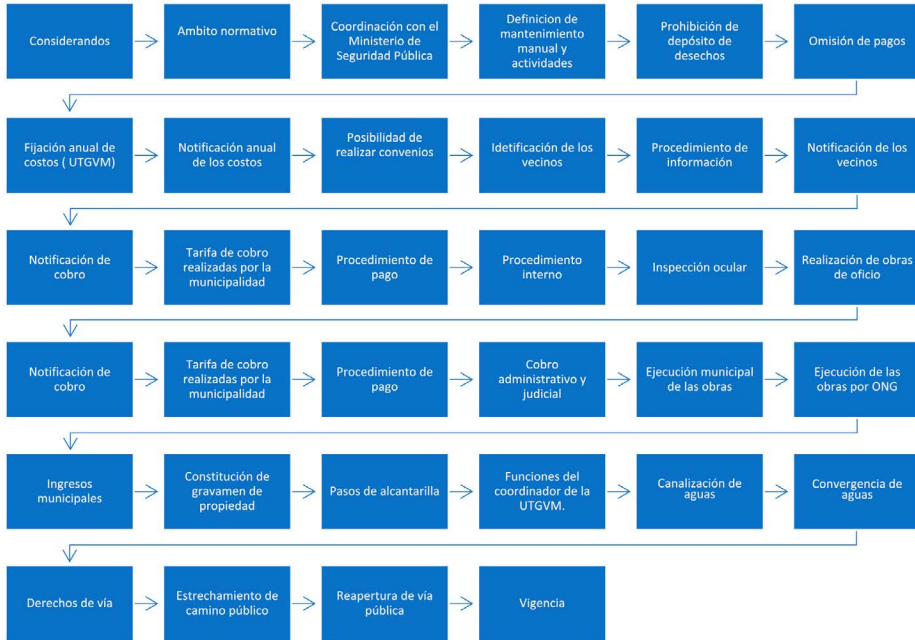 Considerandos
Ambito normativo
Coordinación con el
Ministerio de
Seguridad Pública
Definicion de
mantenimiento
manual y
actividades
Prohibición de
depósito de
desechos
Omisión de pagos
Fijación anual de
costos ( UTGVM)
Notificación anual
de los costos
Posibilidad de
realizar convenios
Idetificación de los
vecinos
Procedimiento de
información
Notificación de los
vecinos
Notificación de
cobro
Tarifa de cobro
realizadas por la
municipalidad
Procedimiento de
pago
Procedimiento
interno
Inspección ocular
Realización de obras
de oficio
Notificación de
cobro
Tarifa de cobro
realizadas por la
municipalidad
Procedimiento de
pago
Cobro
administrativo y
judicial
Ejecución municipal
de las obras
Ejecución de las
obras por ONG
Ingresos
municipales
Constitución de
gravamen de
propiedad
Pasos de alcantarilla
Funciones del
coordinador de la
UTGVM.
Canalización de
aguas
Convergencia de
aguas
Derechos de vía
Estrechamiento de
camino público
Reapertura de vía
pública
Vigencia